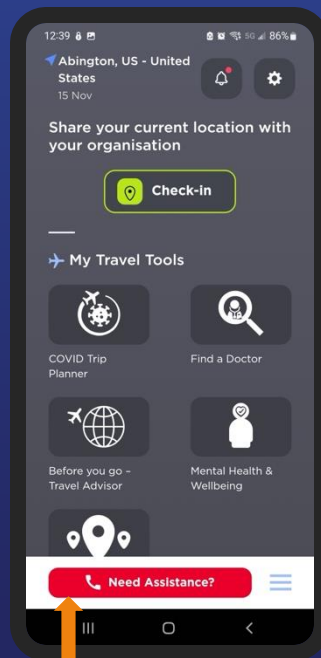 12:39
5G 86%
Abington, US - United
States
15 Nov
Share your current location with
your organisation
Check-in
My Travel Tools
COVID Trip
Planner
Find a Doctor
Before you go –
Travel Advisor
Mental Health &
Wellbeing
Need Assistance?